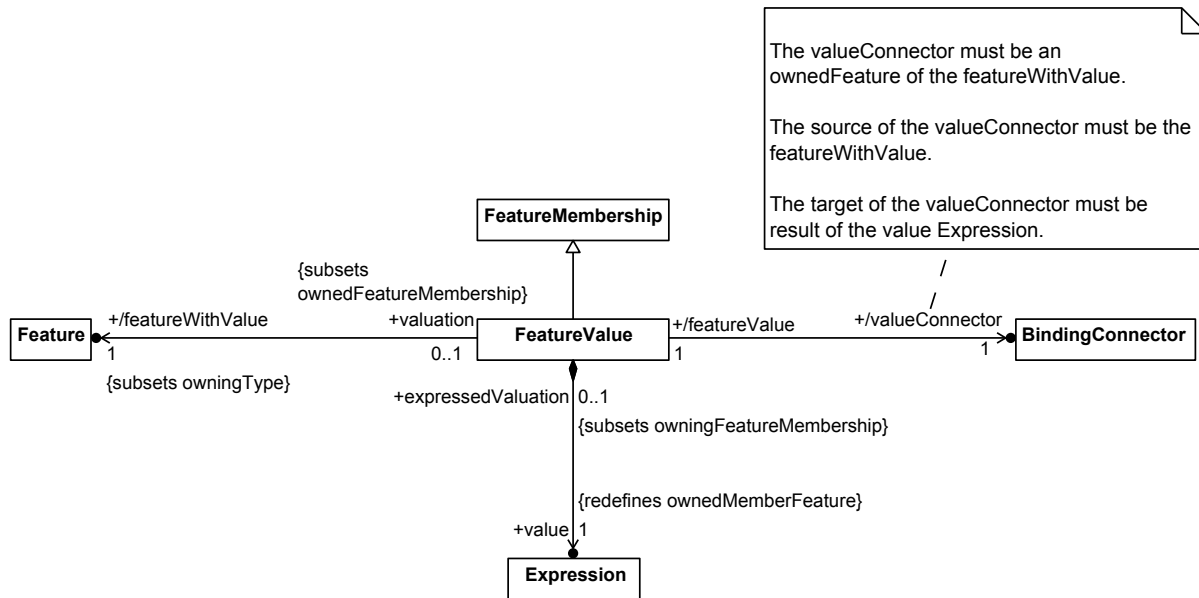 The valueConnector must be an
ownedFeature of the featureWithValue.
The source of the valueConnector must be the
featureWithValue.
The target of the valueConnector must be
result of the value Expression.
FeatureMembership
{subsets
ownedFeatureMembership}
+/featureWithValue
+valuation
+/featureValue
+/valueConnector
Feature
FeatureValue
BindingConnector
1
0..1
1
1
{subsets owningType}
+expressedValuation
0..1
{subsets owningFeatureMembership}
{redefines ownedMemberFeature}
+value
1
Expression